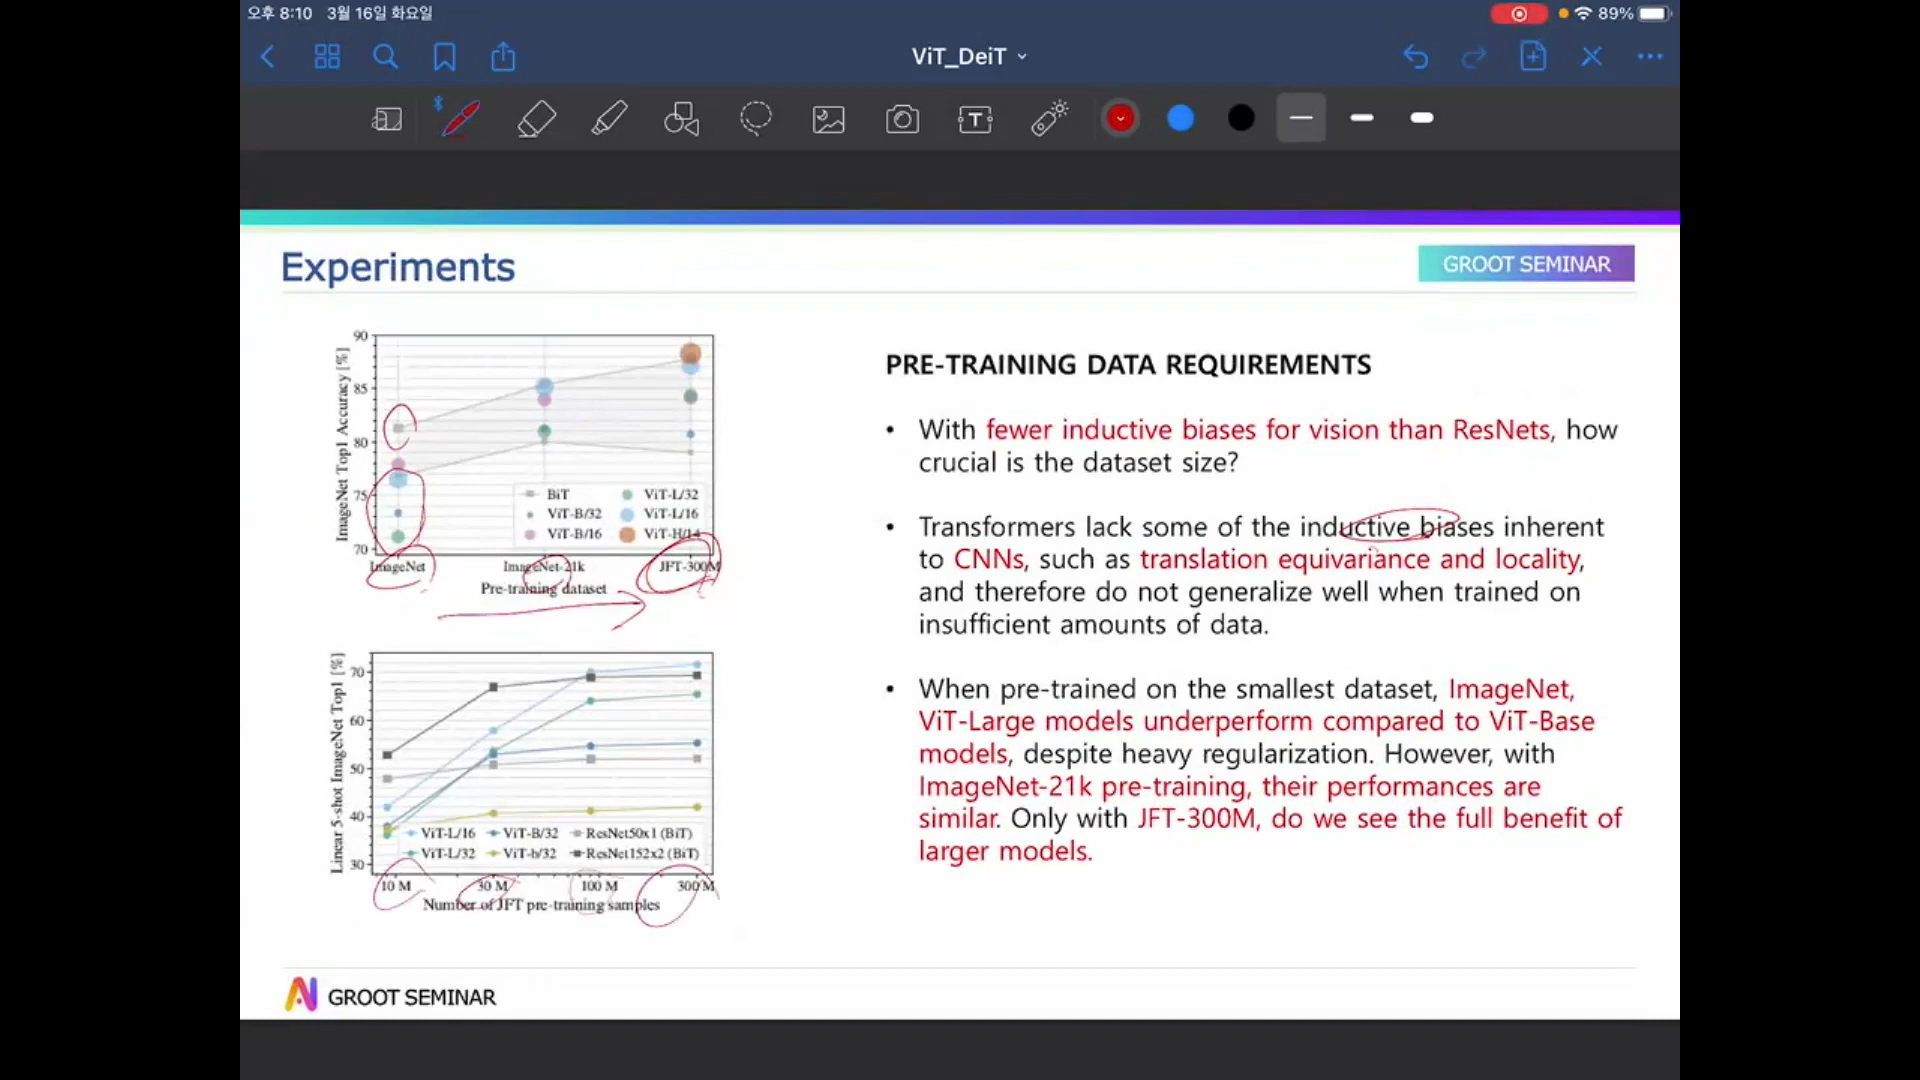 오후 8:10 3월 16일 화요일
89%
ViT_DeiT
T
Experiments
GROOT SEMINAR
90
85
80
75
70
ImageNet Top1 Accuracy [%]
BiT
ViT-B/32
ViT-B/16
ViT-L/32
ViT-L/16
ViT-H/14
ImageNet
ImageNet-21k
JFT-300M
Pre-training dataset
70
60
50
40
30
Linear 5-shot ImageNet Top1 [%]
ViT-L/16 ViT-B/32 ResNet50x1 (BiT)
ViT-L/32 ViT-b/32 ResNet152x2 (BiT)
10 M 30 M 100 M 300 M
Number of JFT pre-training samples
PRE-TRAINING DATA REQUIREMENTS
• With fewer inductive biases for vision than ResNets, how
crucial is the dataset size?
• Transformers lack some of the inductive biases inherent
to CNNs, such as translation equivariance and locality,
and therefore do not generalize well when trained on
insufficient amounts of data.
• When pre-trained on the smallest dataset, ImageNet,
ViT-Large models underperform compared to ViT-Base
models, despite heavy regularization. However, with
ImageNet-21k pre-training, their performances are
similar. Only with JFT-300M, do we see the full benefit of
larger models.
GROOT SEMINAR